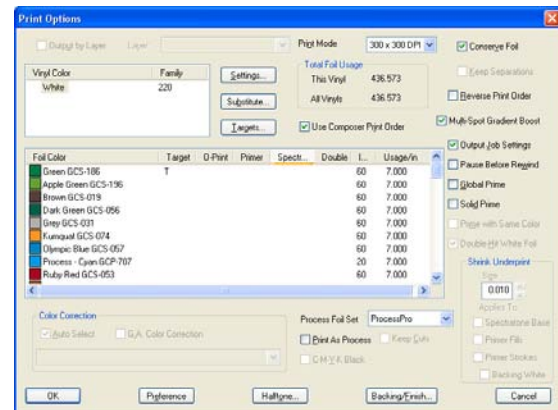 Print Options
Output by Layer Layer Print Mode 300 x 300 DPI Conserve Foil
Vinyl Color Family Settings... Total Foil Usage Keep Separations
White 220 This Vinyl 436.573
Substitute... All Vinyls 436.573 Reverse Print Order
Targets... Use Composer Print Order Multi-Spot Gradient Boost
Output Job Settings
Foil Color Target O-Print Primer Spectr... Double I... Usage/in Pause Before Rewind
Green GCS-186 T 60 7.000
Apple Green GCS-196 60 7.000 Global Prime
Brown GCS-019 60 7.000 Solid Prime
Dark Green GCS-056 60 7.000
Grey GCS-031 60 7.000 Prime with Same Color
Kumquat GCS-074 60 7.000 Double Hit White Foil
Olympic Blue GCS-057 60 7.000
Process - Cyan GCP-707 20 7.000 Shrink Underprint
Ruby Red GCS-053 60 7.000 Size
0.010
Applies To
Color Correction Process Foil Set ProcessPro Spectratone Base
Auto Select G.A. Color Correction Print As Process Keep Cuts Primer Fills
C-M-Y-K Black Primer Strokes
Backing White
OK Preference Halftone... Backing/Finish... Cancel